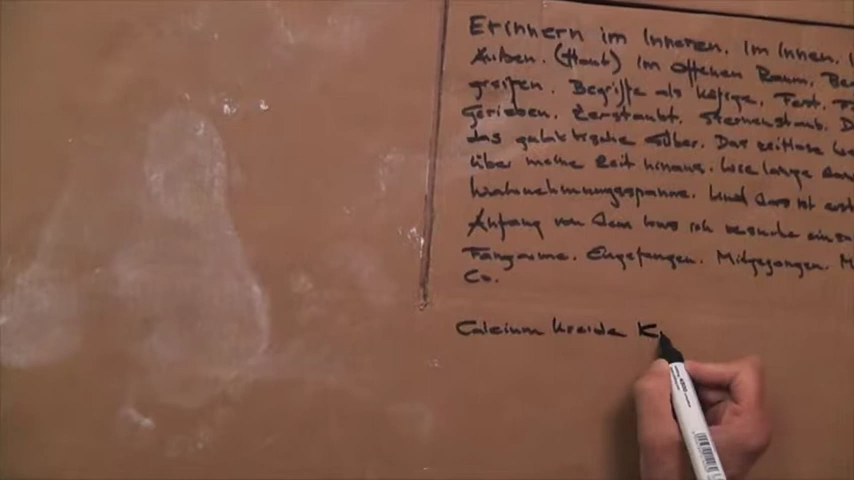 Erinnern im Inneren. Im Innen.
Außen. (Haut) im Offenen Raum. Be
greifen. Begriffe als Käfige. Fest.
gerieben. Zerstaubt. Sternenstaub. D
das galaktische Silber. Das zeitlose
über meine Zeit hinaus. Wie lange
Wahrnehmungsspanne. Und das ist erst
Anfang von dem was ich versuche
Fangarme. Eingefangen. Mitgegangen. M
Co.
Calcium kreide K